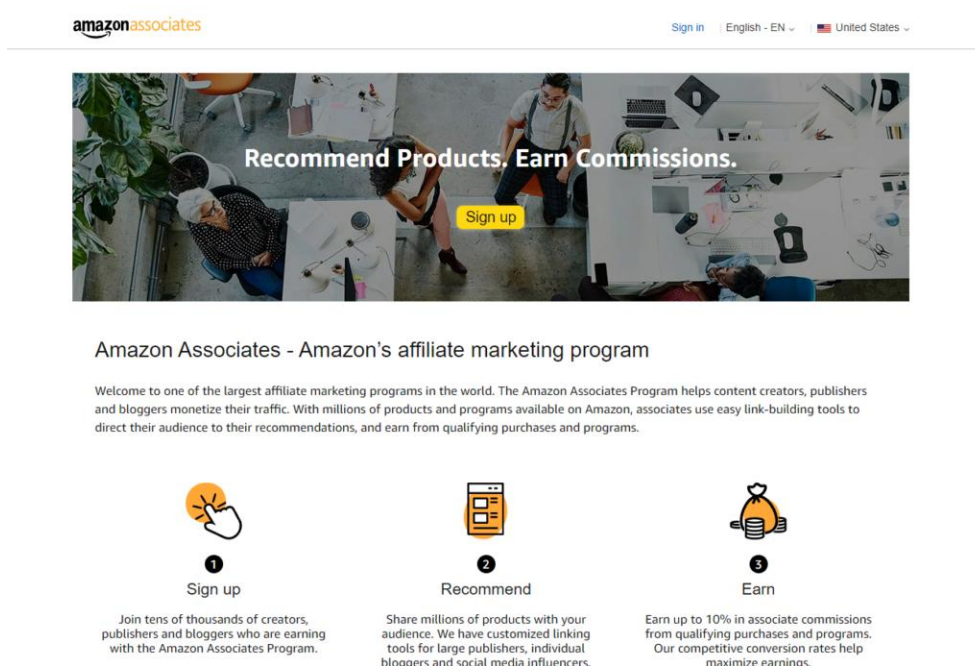 amazonassociates
Sign in
English - EN
United States
Recommend Products. Earn Commissions.
Sign up
Amazon Associates - Amazon’s affiliate marketing program
Welcome to one of the largest affiliate marketing programs in the world. The Amazon Associates Program helps content creators, publishers
and bloggers monetize their traffic. With millions of products and programs available on Amazon, associates use easy link-building tools to
direct their audience to their recommendations, and earn from qualifying purchases and programs.
1
Sign up
Join tens of thousands of creators,
publishers and bloggers who are earning
with the Amazon Associates Program.
2
Recommend
Share millions of products with your
audience. We have customized linking
tools for large publishers, individual
bloggers and social media influencers.
3
Earn
Earn up to 10% in associate commissions
from qualifying purchases and programs.
Our competitive conversion rates help
maximize earnings.